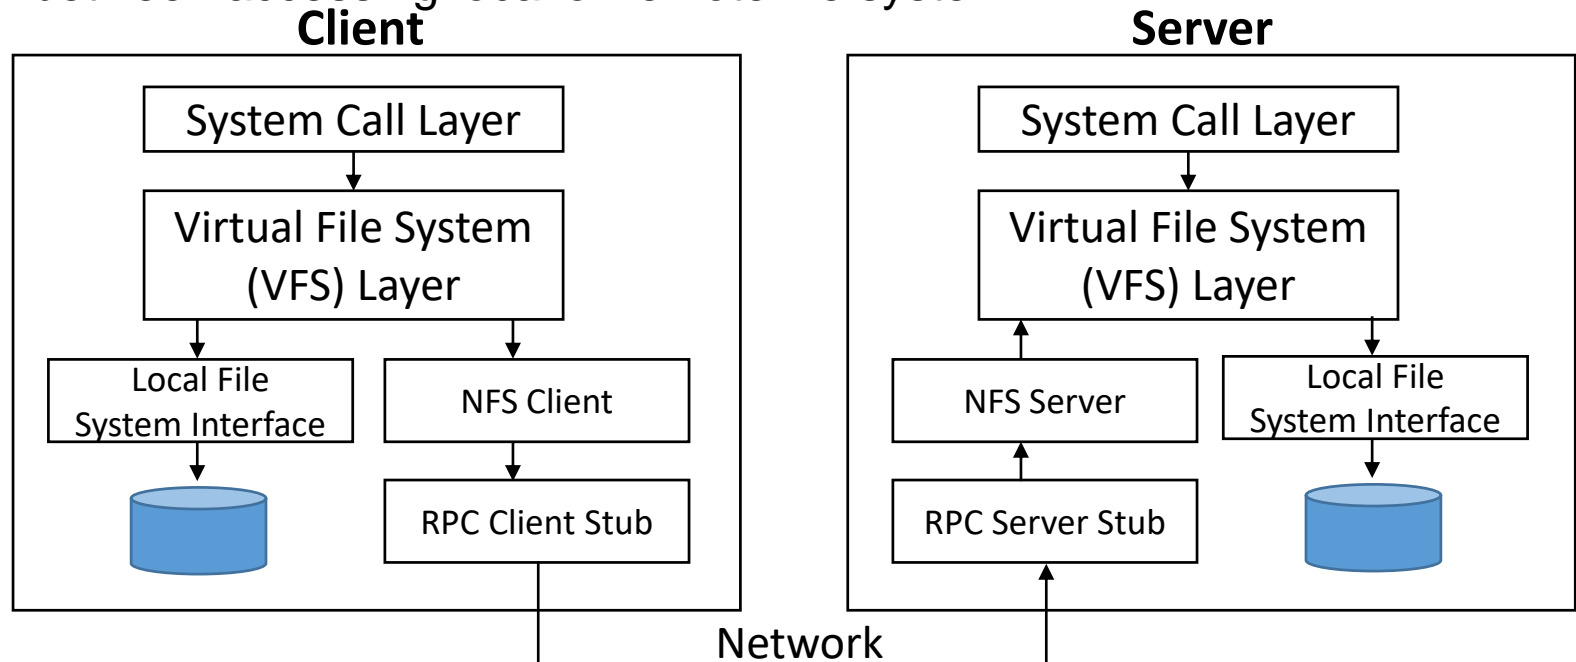 Client
Server
System Call Layer
System Call Layer
Virtual File System
(VFS) Layer
Virtual File System
(VFS) Layer
Local File
System Interface
NFS Client
NFS Server
Local File
System Interface
RPC Client Stub
RPC Server Stub
Network